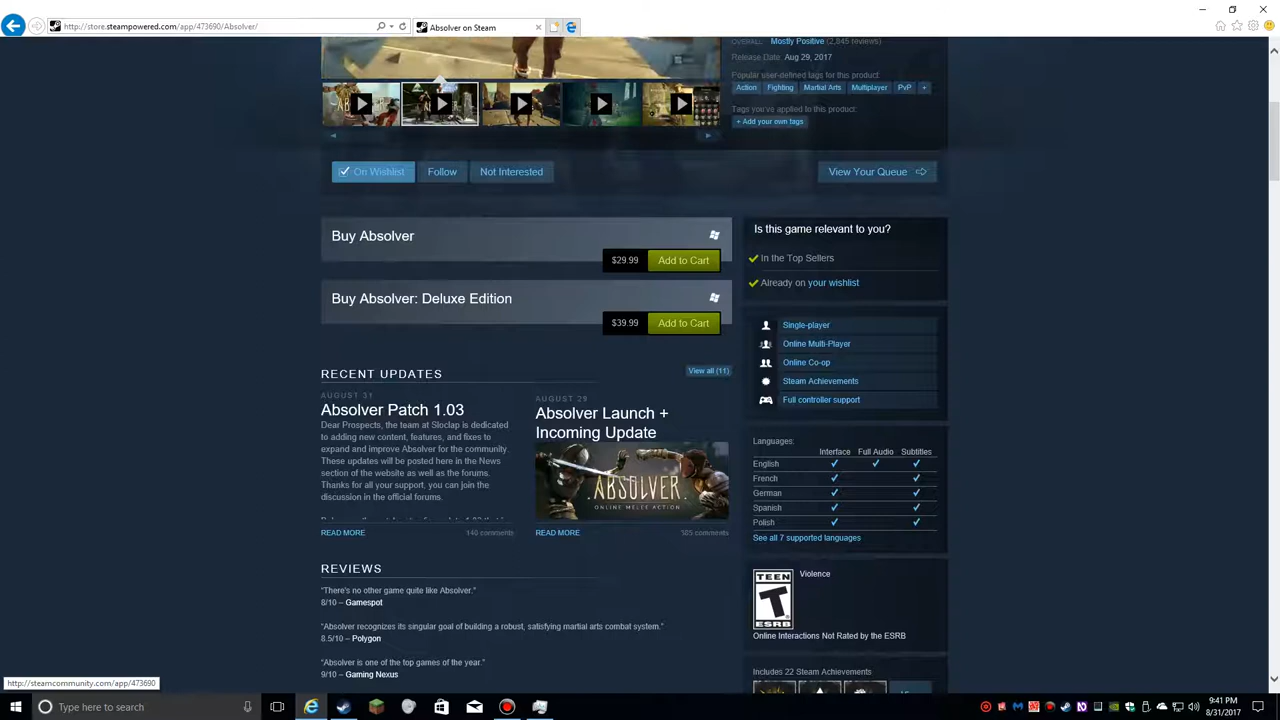 http://store.steampowered.com/app/473690/Absolver/
Absolver on Steam
OVERALL: Mostly Positive (2,845 reviews)
Release Date: Aug 29, 2017
Popular user-defined tags for this product:
Action Fighting Martial Arts Multiplayer PvP +
Tags you've applied to this product:
+ Add your own tags
On Wishlist Follow Not Interested
View Your Queue
Buy Absolver
$29.99 Add to Cart
Buy Absolver: Deluxe Edition
$39.99 Add to Cart
RECENT UPDATES
View all (11)
AUGUST 31
Absolver Patch 1.03
Dear Prospects, the team at Sloclap is dedicated
to adding new content, features, and fixes to
expand and improve Absolver for the community.
These updates will be posted here in the News
section of the website as well as the forums.
Thanks for all your support, you can join the
discussion in the official forums.
READ MORE
AUGUST 29
Absolver Launch +
Incoming Update
ABSOLVER
ONLINE MELEE ACTION
READ MORE
REVIEWS
"There's no other game quite like Absolver."
8/10 – Gamespot
"Absolver recognizes its singular goal of building a robust, satisfying martial arts combat system."
8.5/10 – Polygon
"Absolver is one of the top games of the year."
9/10 – Gaming Nexus
Is this game relevant to you?
In the Top Sellers
Already on your wishlist
Single-player
Online Multi-Player
Online Co-op
Steam Achievements
Full controller support
Languages:
Interface Full Audio Subtitles
English
French
German
Spanish
Polish
See all 7 supported languages
TEEN
T
ESRB
Violence
Online Interactions Not Rated by the ESRB
Includes 22 Steam Achievements
http://steamcommunity.com/app/473690
Type here to search
9:41 PM
8/31/2017